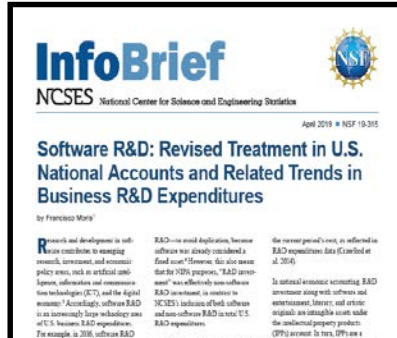 InfoBrief
NSF
NCSES National Center for Science and Engineering Statistics
April 2019 ■ NSF 19-315
Software R&D: Revised Treatment in U.S.
National Accounts and Related Trends in
Business R&D Expenditures
by Francisco Moris¹
Research and development in soft-
ware contributes to emerging
research, investment, and economic
policy areas, such as artificial intel-
ligence, information and communica-
tion technologies (ICT), and the digital
economy.² Accordingly, software R&D
is an increasingly large technology area
of U.S. business R&D expenditures.
For example, in 2016, software R&D
R&D—to avoid duplication, because
software was already considered a
fixed asset.⁴ However, this also meant
that for NIPA purposes, "R&D invest-
ment" was effectively non-software
R&D investment, in contrast to
NCSES's inclusion of both software
and non-software R&D in total U.S.
R&D expenditures.
the current period's cost, as reflected in
R&D expenditures data (Crawford et
al. 2014).
In national economic accounting, R&D
investment along with software and
entertainment, literary, and artistic
originals are intangible assets under
the intellectual property products
(IPPs) account. In turn, IPPs are a